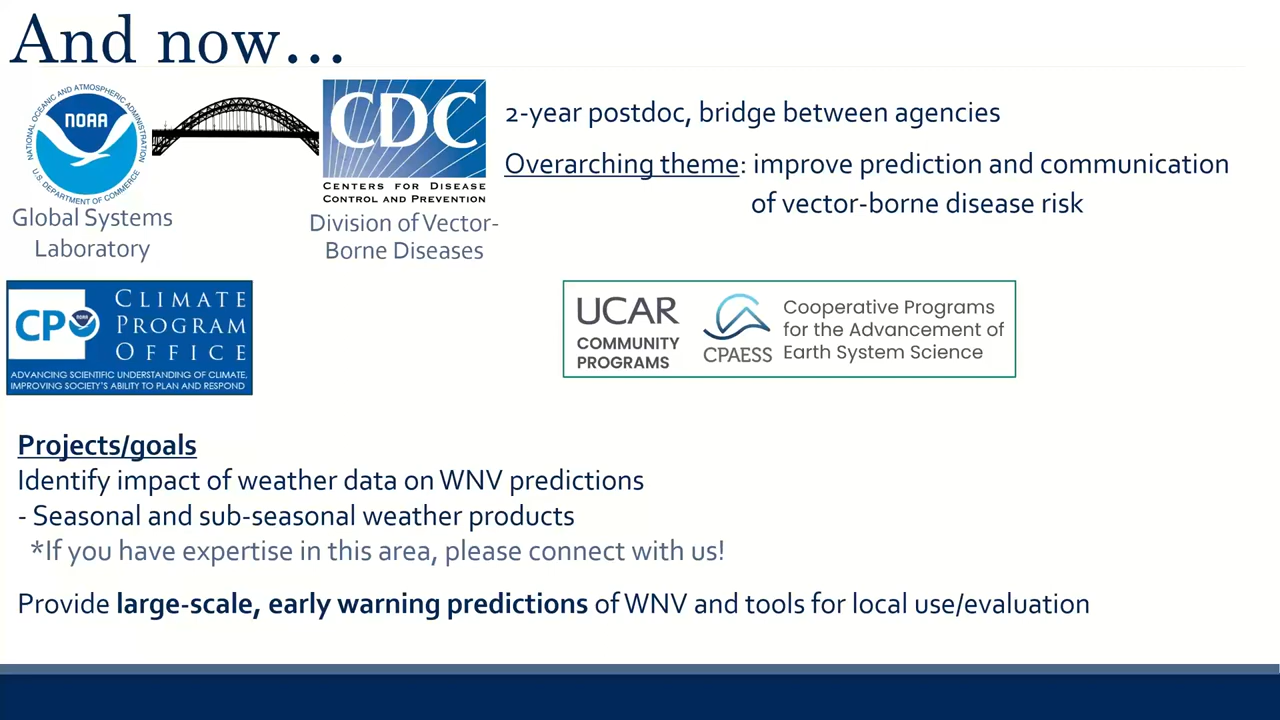 And now…
NATIONAL OCEANIC AND ATMOSPHERIC ADMINISTRATION
U.S. DEPARTMENT OF COMMERCE
NOAA
Global Systems
Laboratory
CDC
CENTERS FOR DISEASE
CONTROL AND PREVENTION
Division of Vector-
Borne Diseases
2-year postdoc, bridge between agencies
Overarching theme: improve prediction and communication
of vector-borne disease risk
CPO
CLIMATE
PROGRAM
OFFICE
ADVANCING SCIENTIFIC UNDERSTANDING OF CLIMATE,
IMPROVING SOCIETY'S ABILITY TO PLAN AND RESPOND
UCAR
COMMUNITY
PROGRAMS
CPAESS
Cooperative Programs
for the Advancement of
Earth System Science
Projects/goals
Identify impact of weather data on WNV predictions
- Seasonal and sub-seasonal weather products
*If you have expertise in this area, please connect with us!
Provide large-scale, early warning predictions of WNV and tools for local use/evaluation